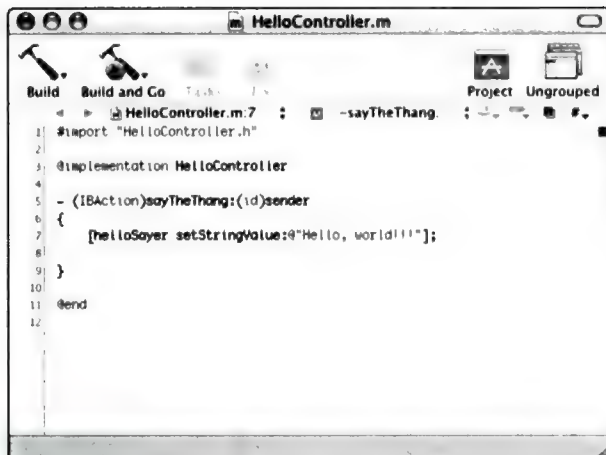 HelloController.m
Build Build and Go Project Ungrouped
HelloController.m:7 -sayTheThang: #
1 #import "HelloController.h"
2
3 @implementation HelloController
4
5 - (IBAction)sayTheThang:(id)sender
6 {
7 [helloSayer setStringValue:@"Hello, world!!!"];
8
9 }
10
11 @end
12